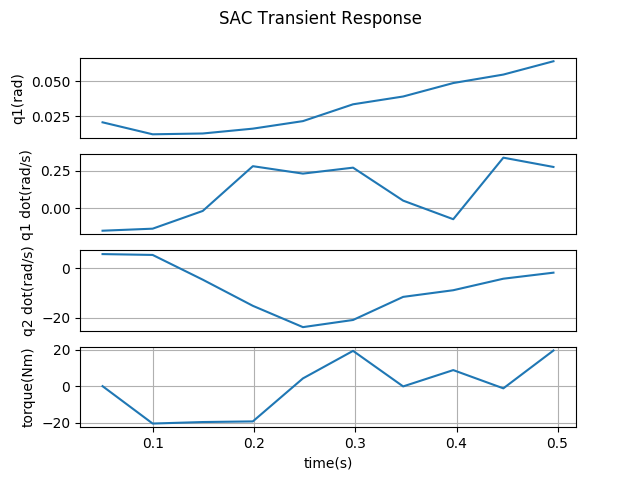 SAC Transient Response
q1(rad)
0.050
0.025
q1 dot(rad/s)
0.25
0.00
q2 dot(rad/s)
0
−20
torque(Nm)
20
0
−20
0.1 0.2 0.3 0.4 0.5
time(s)